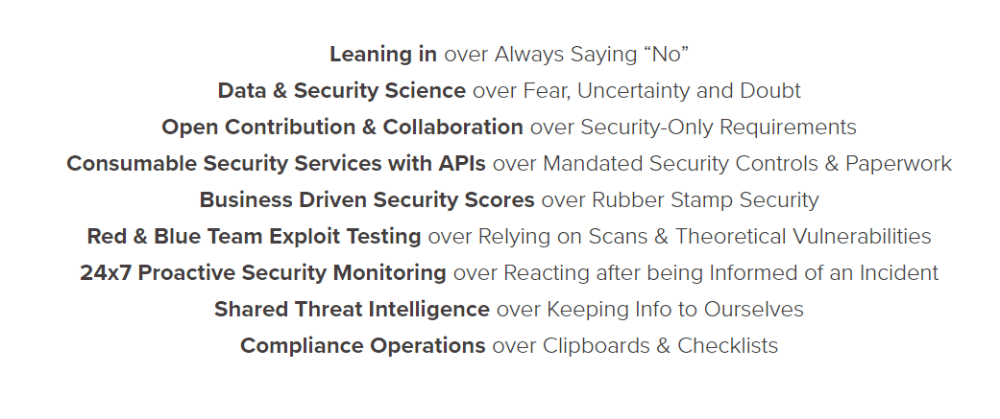 Leaning in over Always Saying “No”
Data & Security Science over Fear, Uncertainty and Doubt
Open Contribution & Collaboration over Security-Only Requirements
Consumable Security Services with APIs over Mandated Security Controls & Paperwork
Business Driven Security Scores over Rubber Stamp Security
Red & Blue Team Exploit Testing over Relying on Scans & Theoretical Vulnerabilities
24x7 Proactive Security Monitoring over Reacting after being Informed of an Incident
Shared Threat Intelligence over Keeping Info to Ourselves
Compliance Operations over Clipboards & Checklists